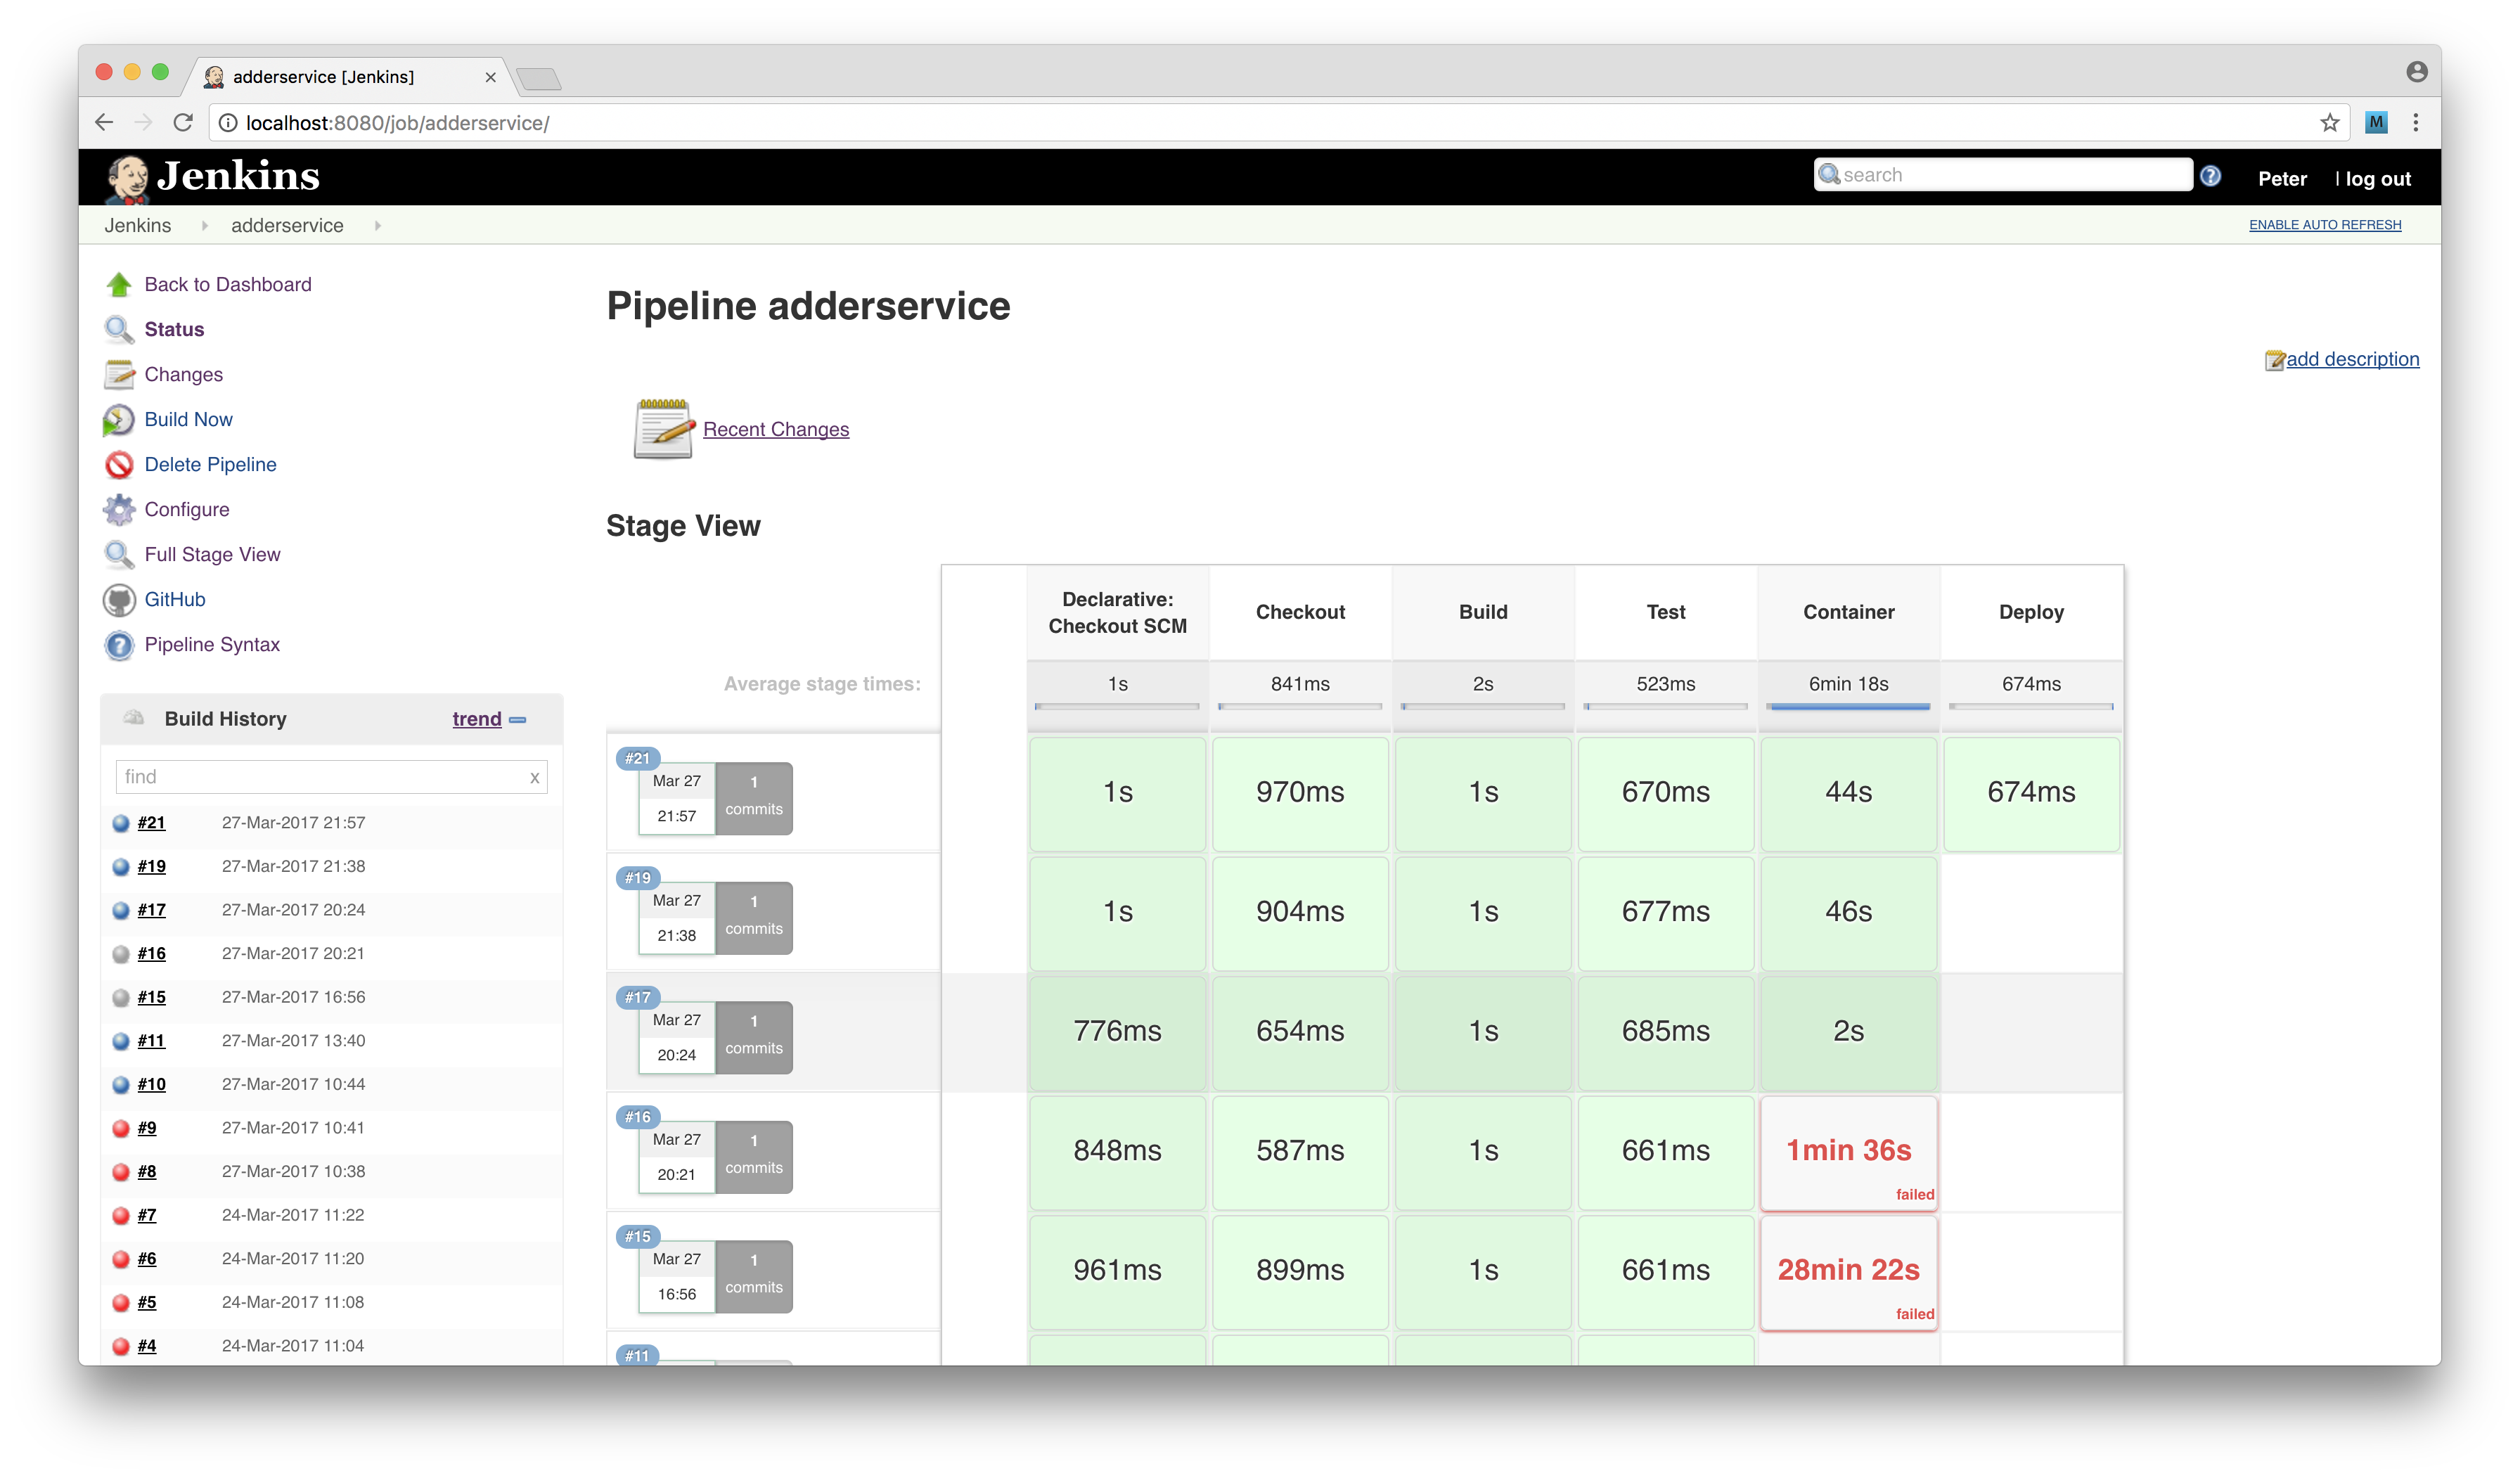 adderservice [Jenkins]
localhost:8080/job/adderservice/
M
Jenkins
search
Peter
| log out
Jenkins
adderservice
ENABLE AUTO REFRESH
Back to Dashboard
Status
Changes
Build Now
Delete Pipeline
Configure
Full Stage View
GitHub
Pipeline Syntax
Build History
trend
find
x
#21 27-Mar-2017 21:57
#19 27-Mar-2017 21:38
#17 27-Mar-2017 20:24
#16 27-Mar-2017 20:21
#15 27-Mar-2017 16:56
#11 27-Mar-2017 13:40
#10 27-Mar-2017 10:44
#9 27-Mar-2017 10:41
#8 27-Mar-2017 10:38
#7 24-Mar-2017 11:22
#6 24-Mar-2017 11:20
#5 24-Mar-2017 11:08
#4 24-Mar-2017 11:04
Pipeline adderservice
add description
Recent Changes
Stage View
Declarative:
Checkout SCM
Checkout
Build
Test
Container
Deploy
Average stage times:
1s
841ms
2s
523ms
6min 18s
674ms
#21
Mar 27
21:57
1
commits
1s
970ms
1s
670ms
44s
674ms
#19
Mar 27
21:38
1
commits
1s
904ms
1s
677ms
46s
#17
Mar 27
20:24
1
commits
776ms
654ms
1s
685ms
2s
#16
Mar 27
20:21
1
commits
848ms
587ms
1s
661ms
1min 36s
failed
#15
Mar 27
16:56
1
commits
961ms
899ms
1s
661ms
28min 22s
failed
#11